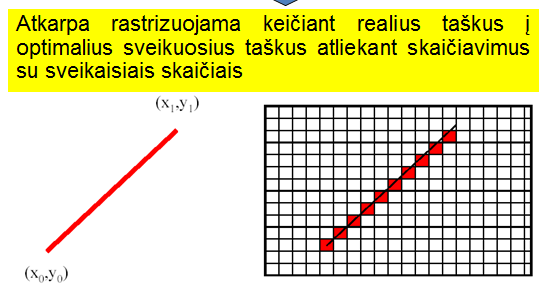 Atkarpa rastrizuojama keičiant realius taškus į
optimalius sveikuosius taškus atliekant skaičiavimus
su sveikaisiais skaičiais
(x₁,y₁)
(x₀,y₀)